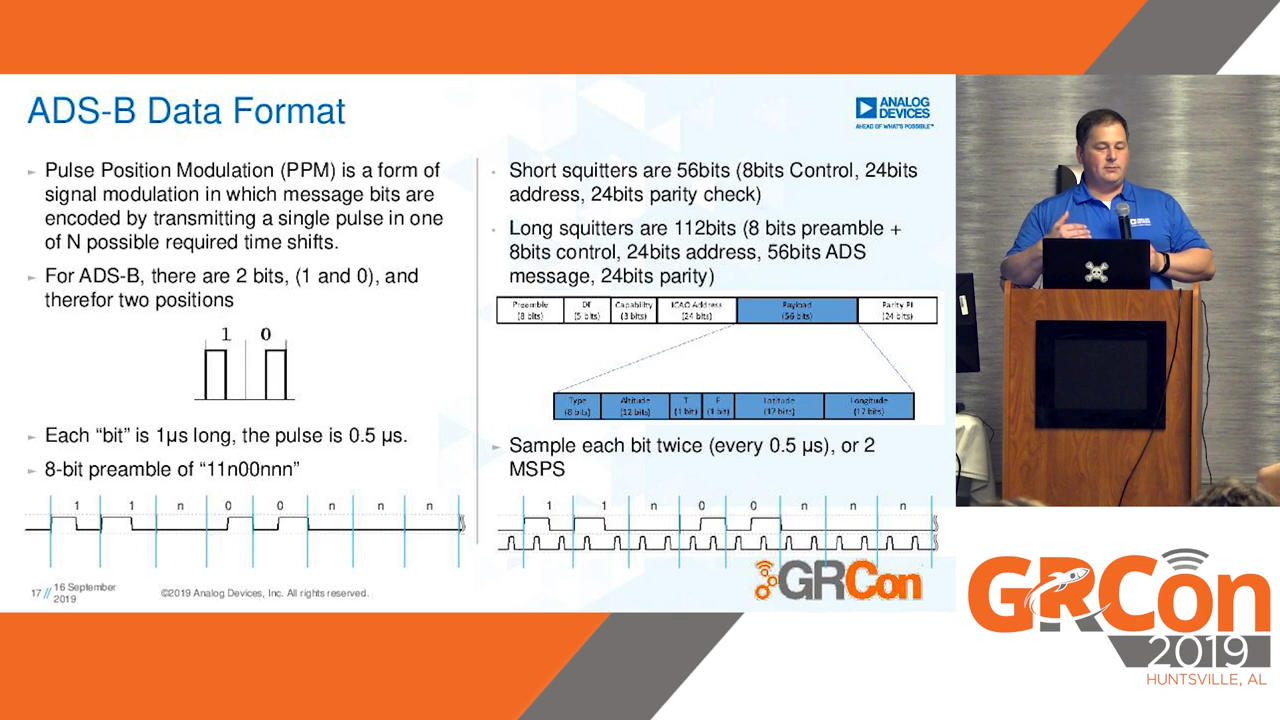 ADS-B Data Format
ANALOG
DEVICES
AHEAD OF WHAT'S POSSIBLE™
Pulse Position Modulation (PPM) is a form of
signal modulation in which message bits are
encoded by transmitting a single pulse in one
of N possible required time shifts.
For ADS-B, there are 2 bits, (1 and 0), and
therefor two positions
1 0
Each “bit” is 1µs long, the pulse is 0.5 µs.
8-bit preamble of “11n00nnn”
1 1 n 0 0 n n n
Short squitters are 56bits (8bits Control, 24bits
address, 24bits parity check)
Long squitters are 112bits (8 bits preamble +
8bits control, 24bits address, 56bits ADS
message, 24bits parity)
Preamble DF Capability ICAO Address Payload Parity PI
(8 bits) (5 bits) (3 bits) (24 bits) (56 bits) (24 bits)
Type Altitude T F Latitude Longitude
(8 bits) (12 bits) (1 bit) (1 bit) (17 bits) (17 bits)
Sample each bit twice (every 0.5 µs), or 2
MSPS
1 1 n 0 0 n n n
17 // 16 September
2019
©2019 Analog Devices, Inc. All rights reserved.
GRCon
GRCon
2019
HUNTSVILLE, AL